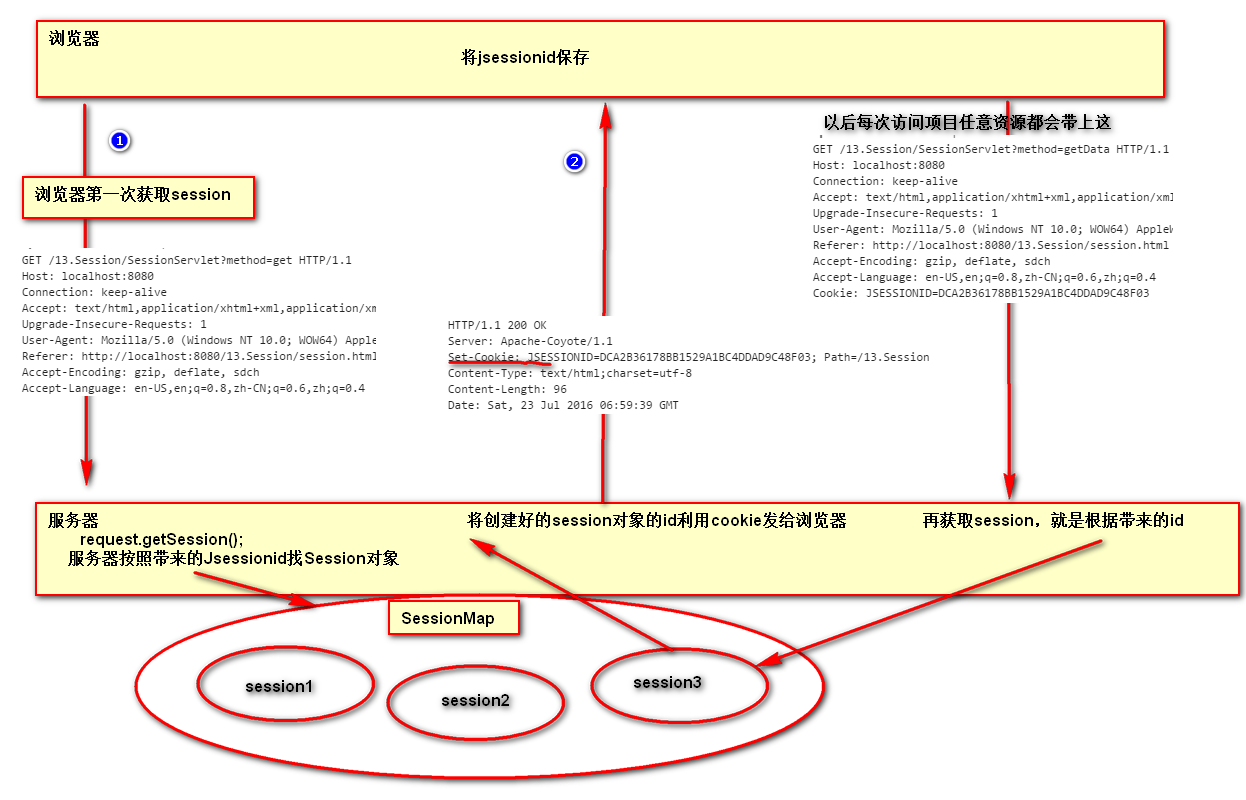 浏览器
将jsessionid保存
1
浏览器第一次获取session
GET /13.Session/SessionServlet?method=get HTTP/1.1
Host: localhost:8080
Connection: keep-alive
Accept: text/html,application/xhtml+xml,application/xm
Upgrade-Insecure-Requests: 1
User-Agent: Mozilla/5.0 (Windows NT 10.0; WOW64) Apple
Referer: http://localhost:8080/13.Session/session.html
Accept-Encoding: gzip, deflate, sdch
Accept-Language: en-US,en;q=0.8,zh-CN;q=0.6,zh;q=0.4
2
HTTP/1.1 200 OK
Server: Apache-Coyote/1.1
Set-Cookie: JSESSIONID=DCA2B36178BB1529A1BC4DDAD9C48F03; Path=/13.Session
Content-Type: text/html;charset=utf-8
Content-Length: 96
Date: Sat, 23 Jul 2016 06:59:39 GMT
以后每次访问项目任意资源都会带上这
GET /13.Session/SessionServlet?method=getData HTTP/1.1
Host: localhost:8080
Connection: keep-alive
Accept: text/html,application/xhtml+xml,application/xml
Upgrade-Insecure-Requests: 1
User-Agent: Mozilla/5.0 (Windows NT 10.0; WOW64) AppleW
Referer: http://localhost:8080/13.Session/session.html
Accept-Encoding: gzip, deflate, sdch
Accept-Language: en-US,en;q=0.8,zh-CN;q=0.6,zh;q=0.4
Cookie: JSESSIONID=DCA2B36178BB1529A1BC4DDAD9C48F03
服务器
request.getSession();
服务器按照带来的Jsessionid找Session对象
将创建好的session对象的id利用cookie发给浏览器
再获取session，就是根据带来的id
SessionMap
session1
session2
session3